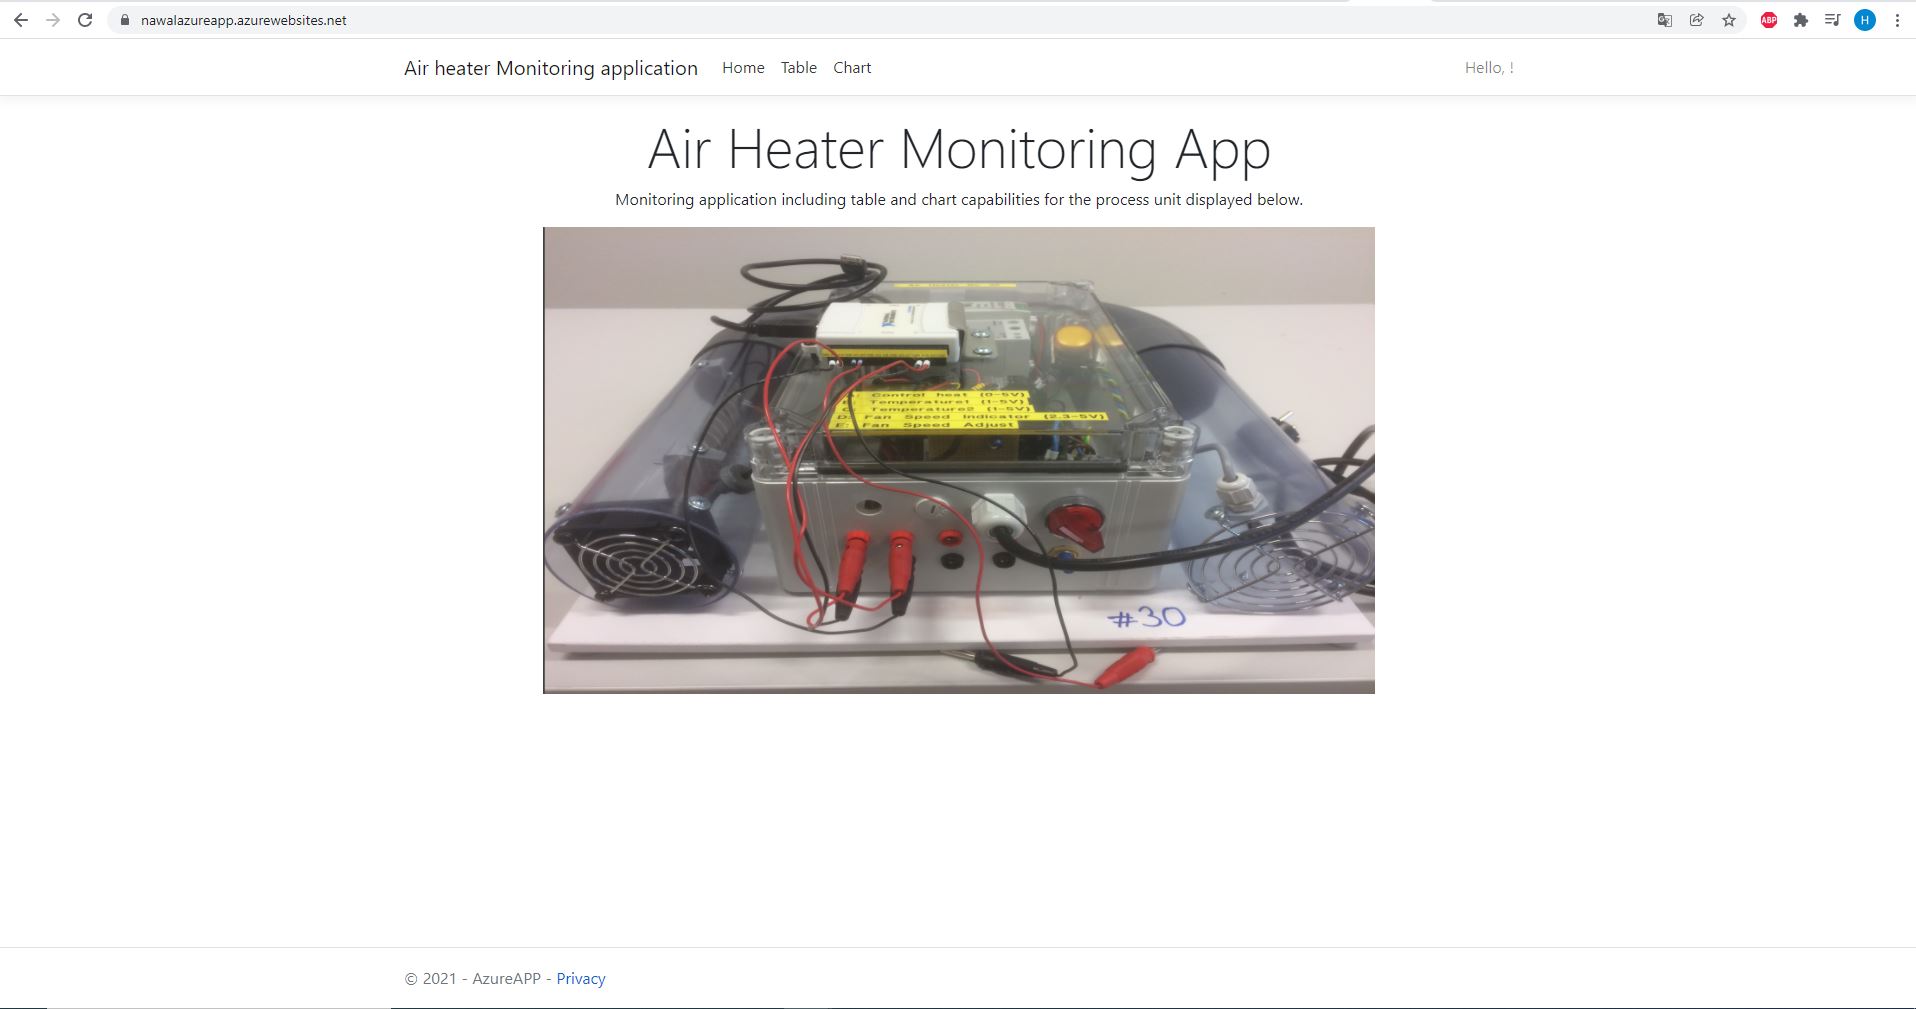 nawalazureapp.azurewebsites.net
ABP
H
Air heater Monitoring application Home Table Chart Hello, !
Air Heater Monitoring App
Monitoring application including table and chart capabilities for the process unit displayed below.
Control heat (0-5V)
Temperature1 (1-5V)
Temperature2 (1-5V)
D: Fan Speed Indicator (2.3-5V)
E: Fan Speed Adjust
#30
© 2021 - AzureAPP - Privacy